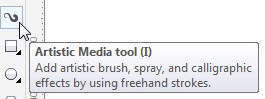 Artistic Media tool (I)
Add artistic brush, spray, and calligraphic
effects by using freehand strokes.